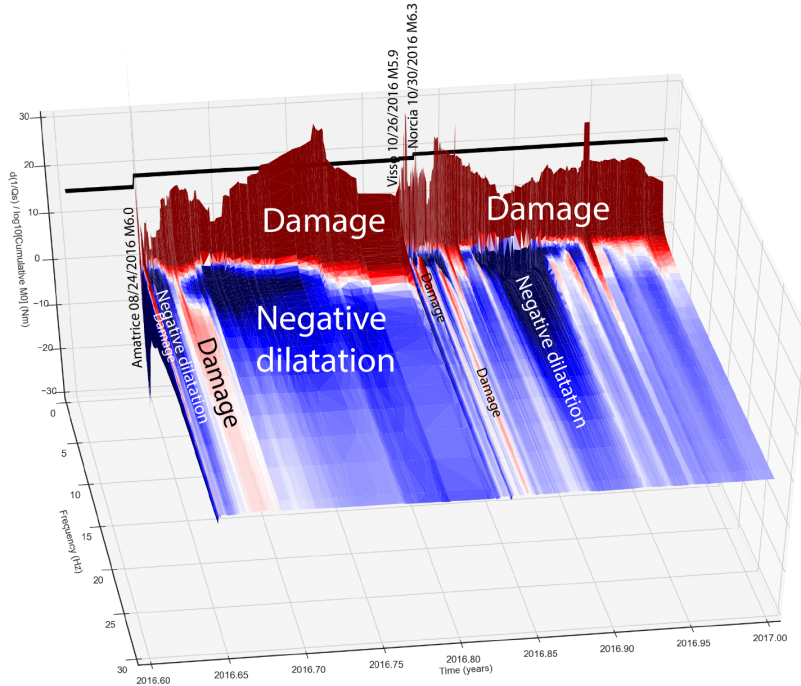 Amatrice 08/24/2016 M6.0
Visso 10/26/2016 M5.9
Norcia 10/30/2016 M6.3
30
20
10
0
−10
−20
−30
d(1/Qs) / log10[Cumulative M0] (Nm)
Damage
Damage
Negative dilatation
Damage
Damage
Negative
dilatation
Damage
Damage
Negative dilatation
0
5
10
15
20
25
30
Frequency (Hz)
2016.60
2016.65
2016.70
2016.75
2016.80
2016.85
2016.90
2016.95
2017.00
Time (years)